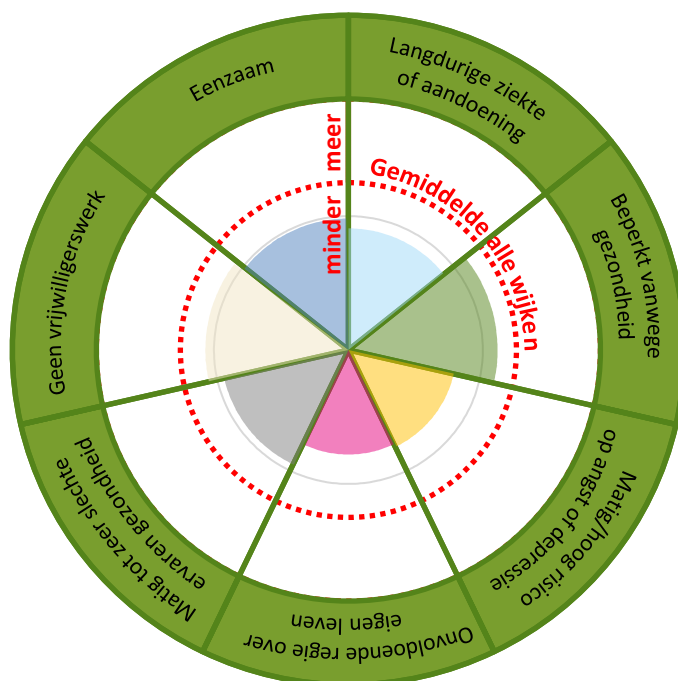 Langdurige ziekte
of aandoening
Beperkt vanwege
gezondheid
Matig/hoog risico
op angst of depressie
Onvoldoende regie over
eigen leven
Matig tot zeer slechte
ervaren gezondheid
Geen vrijwilligerswerk
Eenzaam
meer
minder
Gemiddelde alle wijken